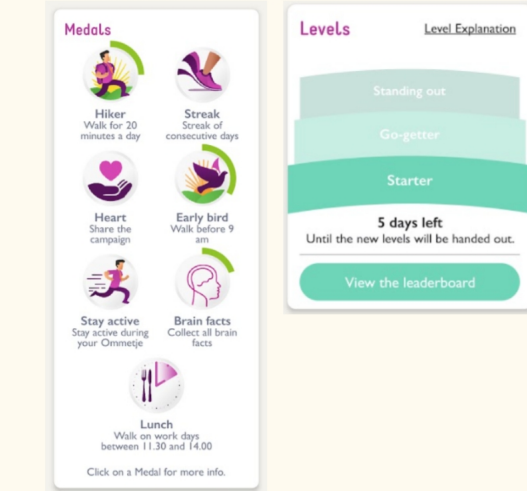 Medals
Hiker
Walk for 20
minutes a day
Streak
Streak of
consecutive days
Heart
Share the
campaign
Early bird
Walk before 9
am
Stay active
Stay active during
your Ommetje
Brain facts
Collect all brain
facts
Lunch
Walk on work days
between 11.30 and 14.00
Click on a Medal for more info.
Levels
Level Explanation
Standing out
Go-getter
Starter
5 days left
Until the new levels will be handed out.
View the leaderboard